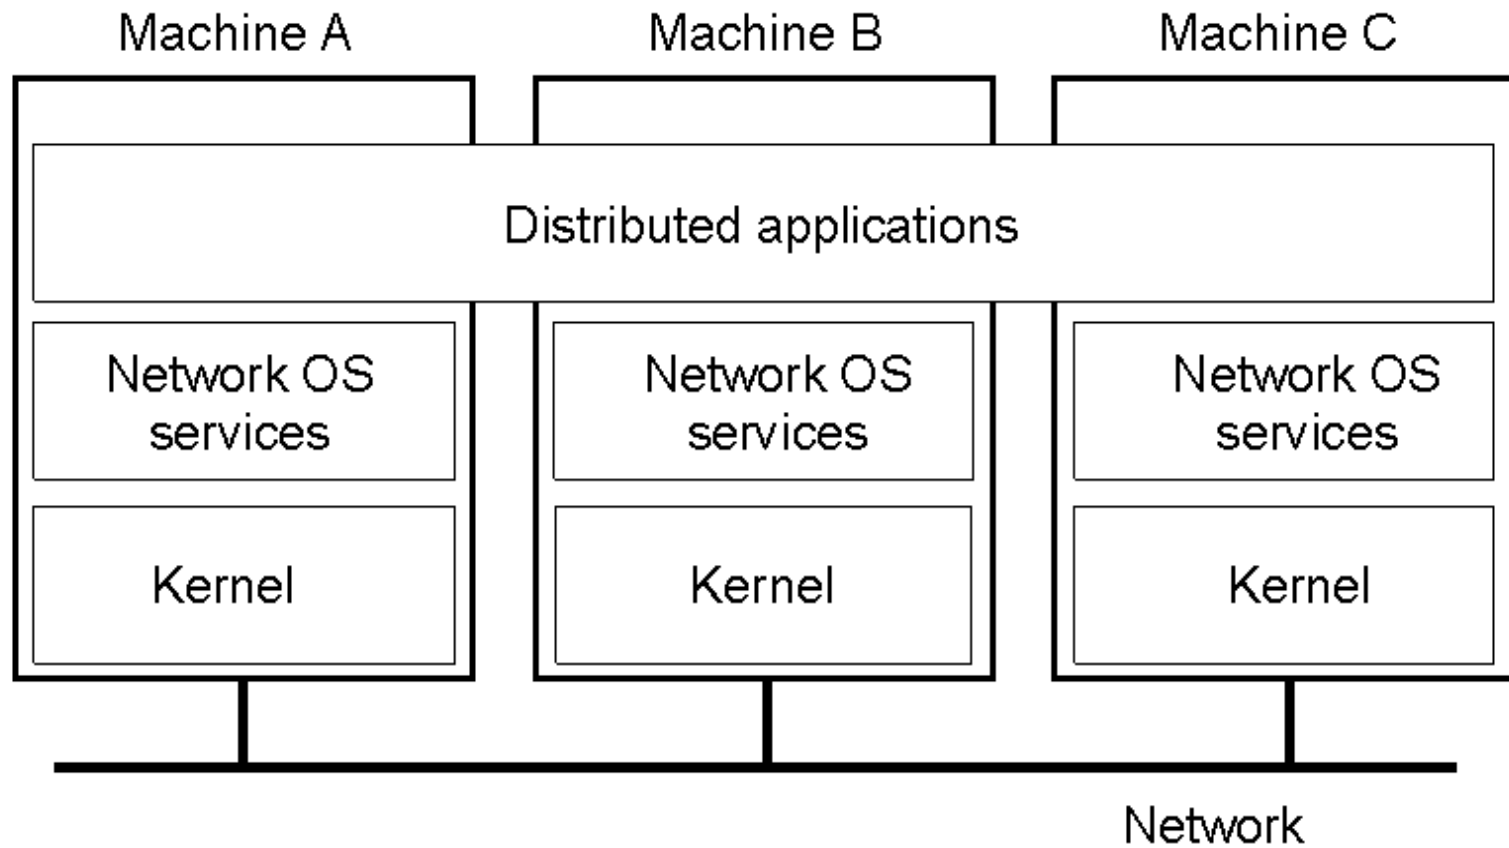 Machine A
Machine B
Machine C
Distributed applications
Network OS
services
Network OS
services
Network OS
services
Kernel
Kernel
Kernel
Network